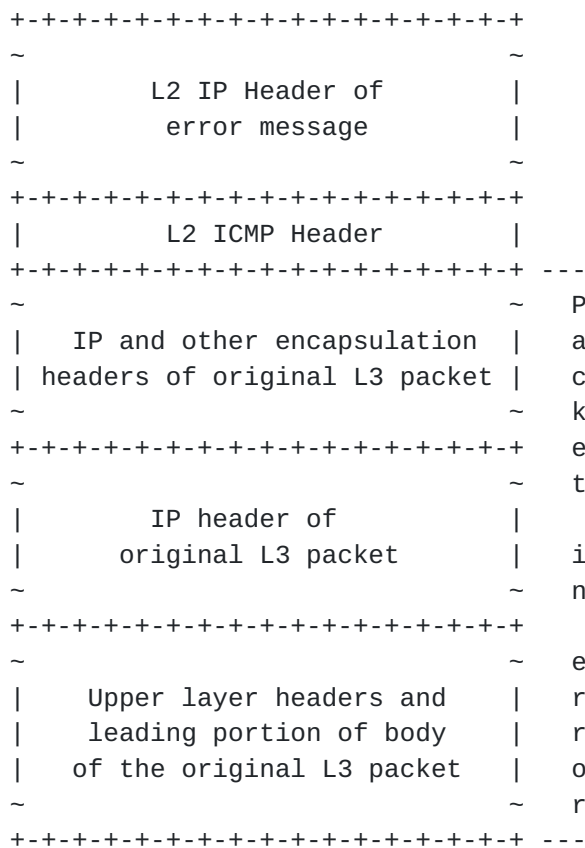 +-+-+-+-+-+-+-+-+-+-+-+-+-+-+-+-+
~                               ~
|        L2 IP Header of        |
|         error message         |
~                               ~
+-+-+-+-+-+-+-+-+-+-+-+-+-+-+-+-+
|         L2 ICMP Header        |
+-+-+-+-+-+-+-+-+-+-+-+-+-+-+-+-+ ---
~                               ~   P
|   IP and other encapsulation  |   a
| headers of original L3 packet |   c
~                               ~   k
+-+-+-+-+-+-+-+-+-+-+-+-+-+-+-+-+   e
~                               ~   t
|        IP header of           |
|      original L3 packet       |   i
~                               ~   n
+-+-+-+-+-+-+-+-+-+-+-+-+-+-+-+-+
~                               ~   e
|    Upper layer headers and    |   r
|    leading portion of body    |   r
|   of the original L3 packet   |   o
~                               ~   r
+-+-+-+-+-+-+-+-+-+-+-+-+-+-+-+-+ ---